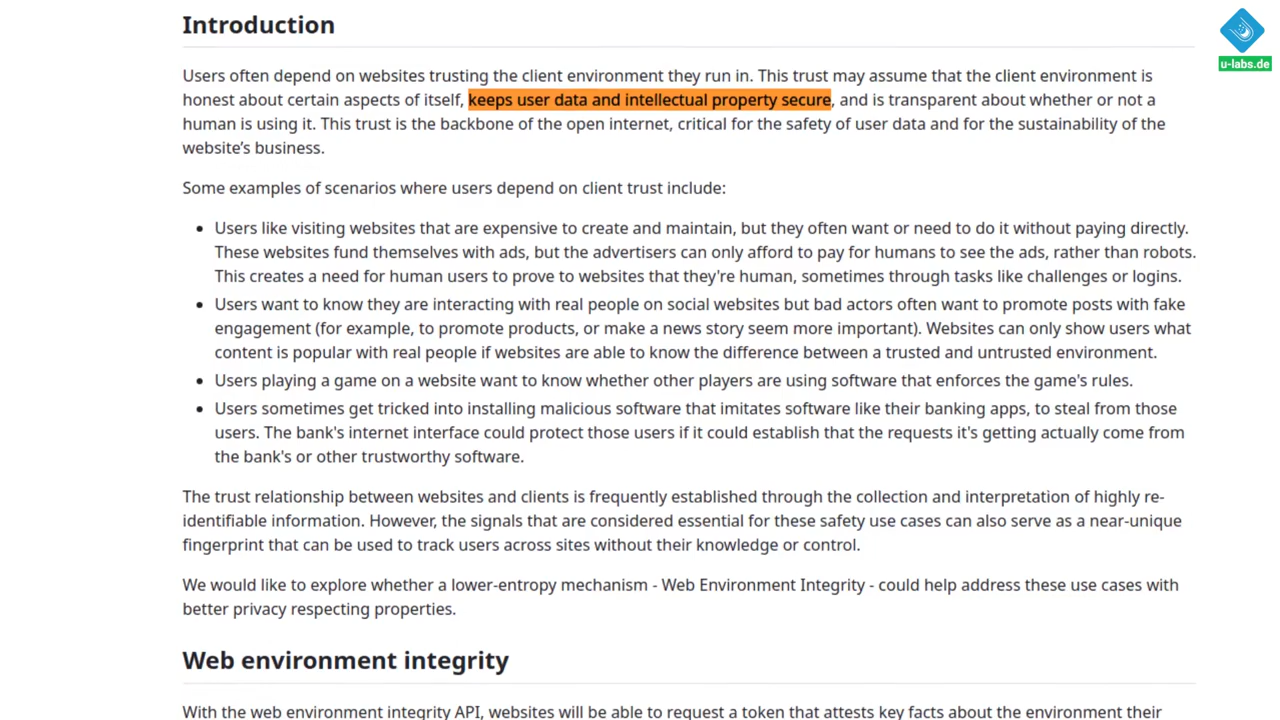 Introduction
u-labs.de
Users often depend on websites trusting the client environment they run in. This trust may assume that the client environment is
honest about certain aspects of itself, keeps user data and intellectual property secure, and is transparent about whether or not a
human is using it. This trust is the backbone of the open internet, critical for the safety of user data and for the sustainability of the
website’s business.
Some examples of scenarios where users depend on client trust include:
• Users like visiting websites that are expensive to create and maintain, but they often want or need to do it without paying directly.
These websites fund themselves with ads, but the advertisers can only afford to pay for humans to see the ads, rather than robots.
This creates a need for human users to prove to websites that they're human, sometimes through tasks like challenges or logins.
• Users want to know they are interacting with real people on social websites but bad actors often want to promote posts with fake
engagement (for example, to promote products, or make a news story seem more important). Websites can only show users what
content is popular with real people if websites are able to know the difference between a trusted and untrusted environment.
• Users playing a game on a website want to know whether other players are using software that enforces the game's rules.
• Users sometimes get tricked into installing malicious software that imitates software like their banking apps, to steal from those
users. The bank's internet interface could protect those users if it could establish that the requests it's getting actually come from
the bank's or other trustworthy software.
The trust relationship between websites and clients is frequently established through the collection and interpretation of highly re-
identifiable information. However, the signals that are considered essential for these safety use cases can also serve as a near-unique
fingerprint that can be used to track users across sites without their knowledge or control.
We would like to explore whether a lower-entropy mechanism - Web Environment Integrity - could help address these use cases with
better privacy respecting properties.
Web environment integrity
With the web environment integrity API, websites will be able to request a token that attests key facts about the environment their